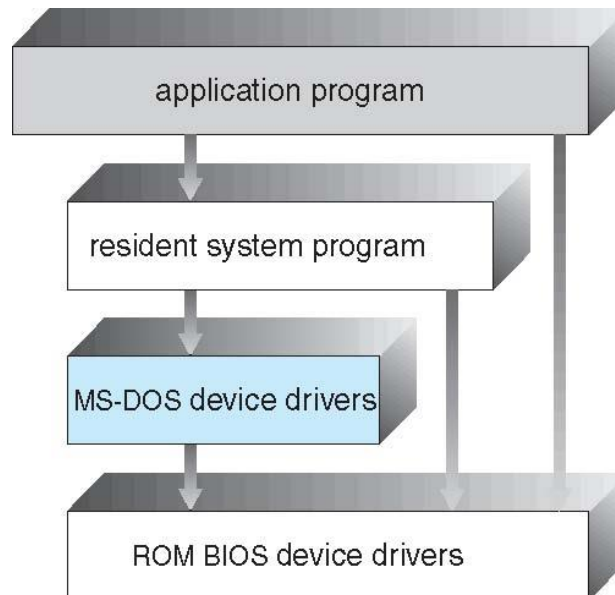 application program
resident system program
MS-DOS device drivers
ROM BIOS device drivers